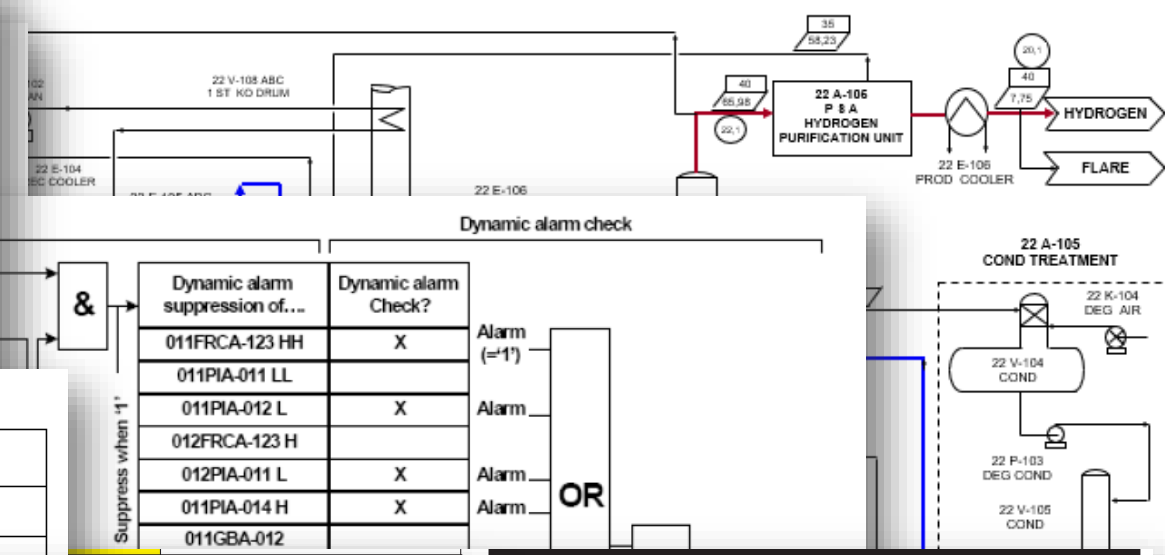 35
58,23
20,1
40
7,75
40
65,98
22,1
22 V-108 ABC
1 ST KO DRUM
22 A-106
P S A
HYDROGEN
PURIFICATION UNIT
HYDROGEN
FLARE
22 E-106
PROD COOLER
22 E-104
COOLER
22 E-106
Dynamic alarm check
22 A-105
COND TREATMENT
22 K-104
DEG AIR
22 V-104
COND
22 P-103
DEG COND
22 V-105
COND
&
Suppress when '1'
Dynamic alarm
suppression of....
Dynamic alarm
Check?
011FRCA-123 HH X Alarm
(='1')
011PIA-011 LL
011PIA-012 L X Alarm
012FRCA-123 H
012PIA-011 L X Alarm
011PIA-014 H X Alarm
011GBA-012
OR